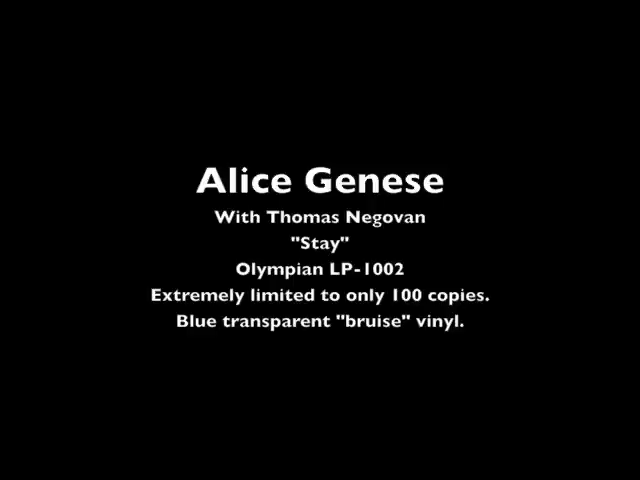 Alice Genese
With Thomas Negovan
"Stay"
Olympian LP-1002
Extremely limited to only 100 copies.
Blue transparent "bruise" vinyl.